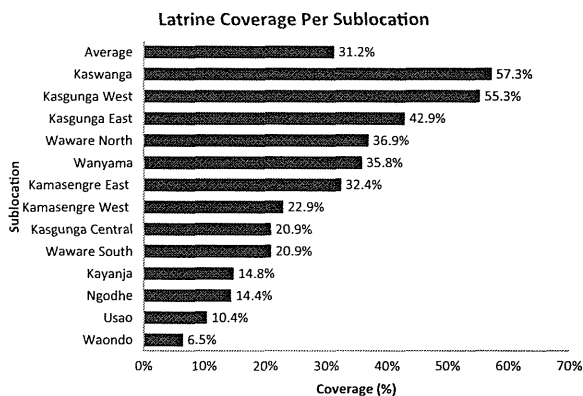 Latrine Coverage Per Sublocation
Average 31.2%
Kaswanga 57.3%
Kasgunga West 55.3%
Kasgunga East 42.9%
Waware North 36.9%
Wanyama 35.8%
Kamasengre East 32.4%
Kamasengre West 22.9%
Kasgunga Central 20.9%
Waware South 20.9%
Kayanja 14.8%
Ngodhe 14.4%
Usao 10.4%
Waondo 6.5%
Sublocation
0% 10% 20% 30% 40% 50% 60% 70%
Coverage (%)